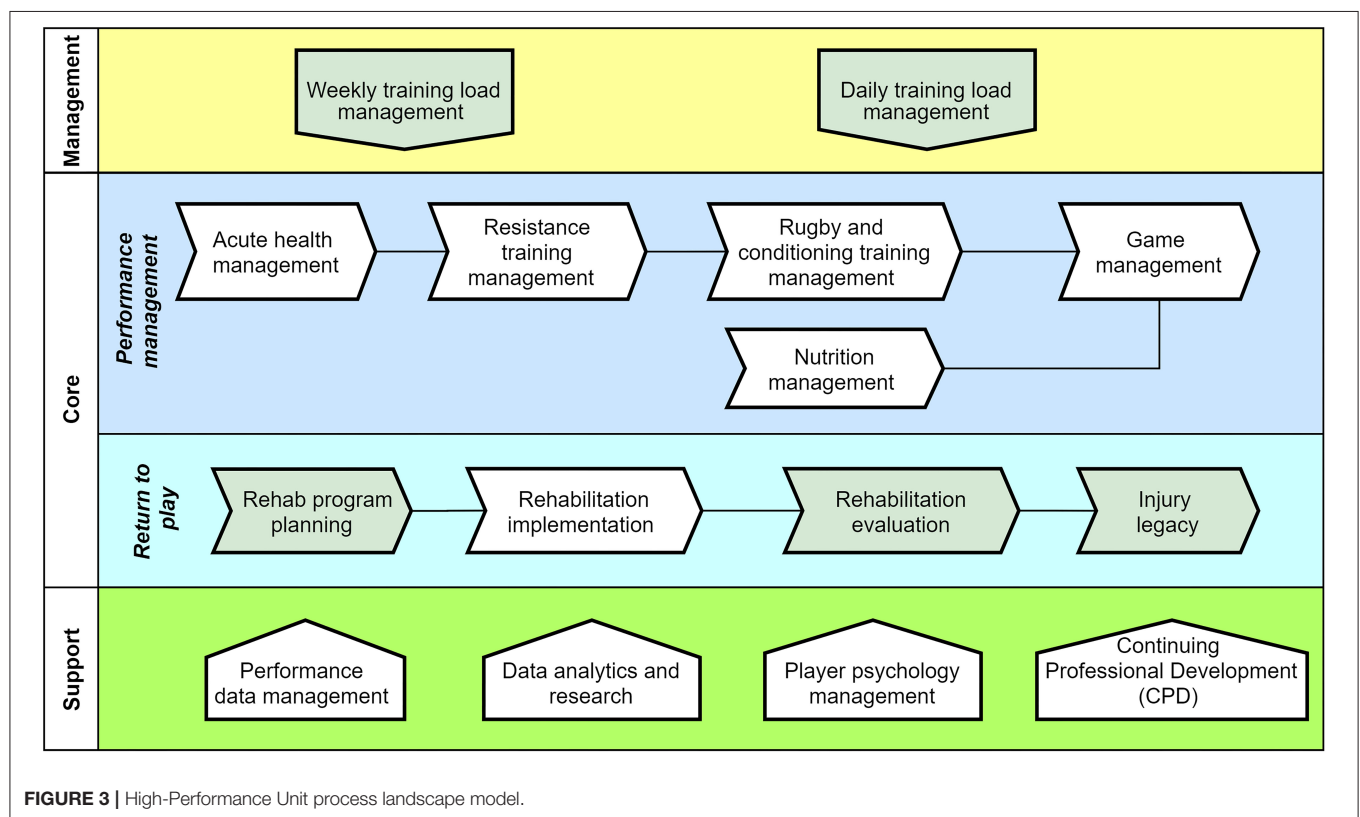 Management
Weekly training load
management
Daily training load
management
Core
Performance
management
Acute health
management
Resistance
training
management
Rugby and
conditioning training
management
Game
management
Nutrition
management
Return to
play
Rehab program
planning
Rehabilitation
implementation
Rehabilitation
evaluation
Injury
legacy
Support
Performance
data management
Data analytics and
research
Player psychology
management
Continuing
Professional Development
(CPD)
FIGURE 3 | High-Performance Unit process landscape model.